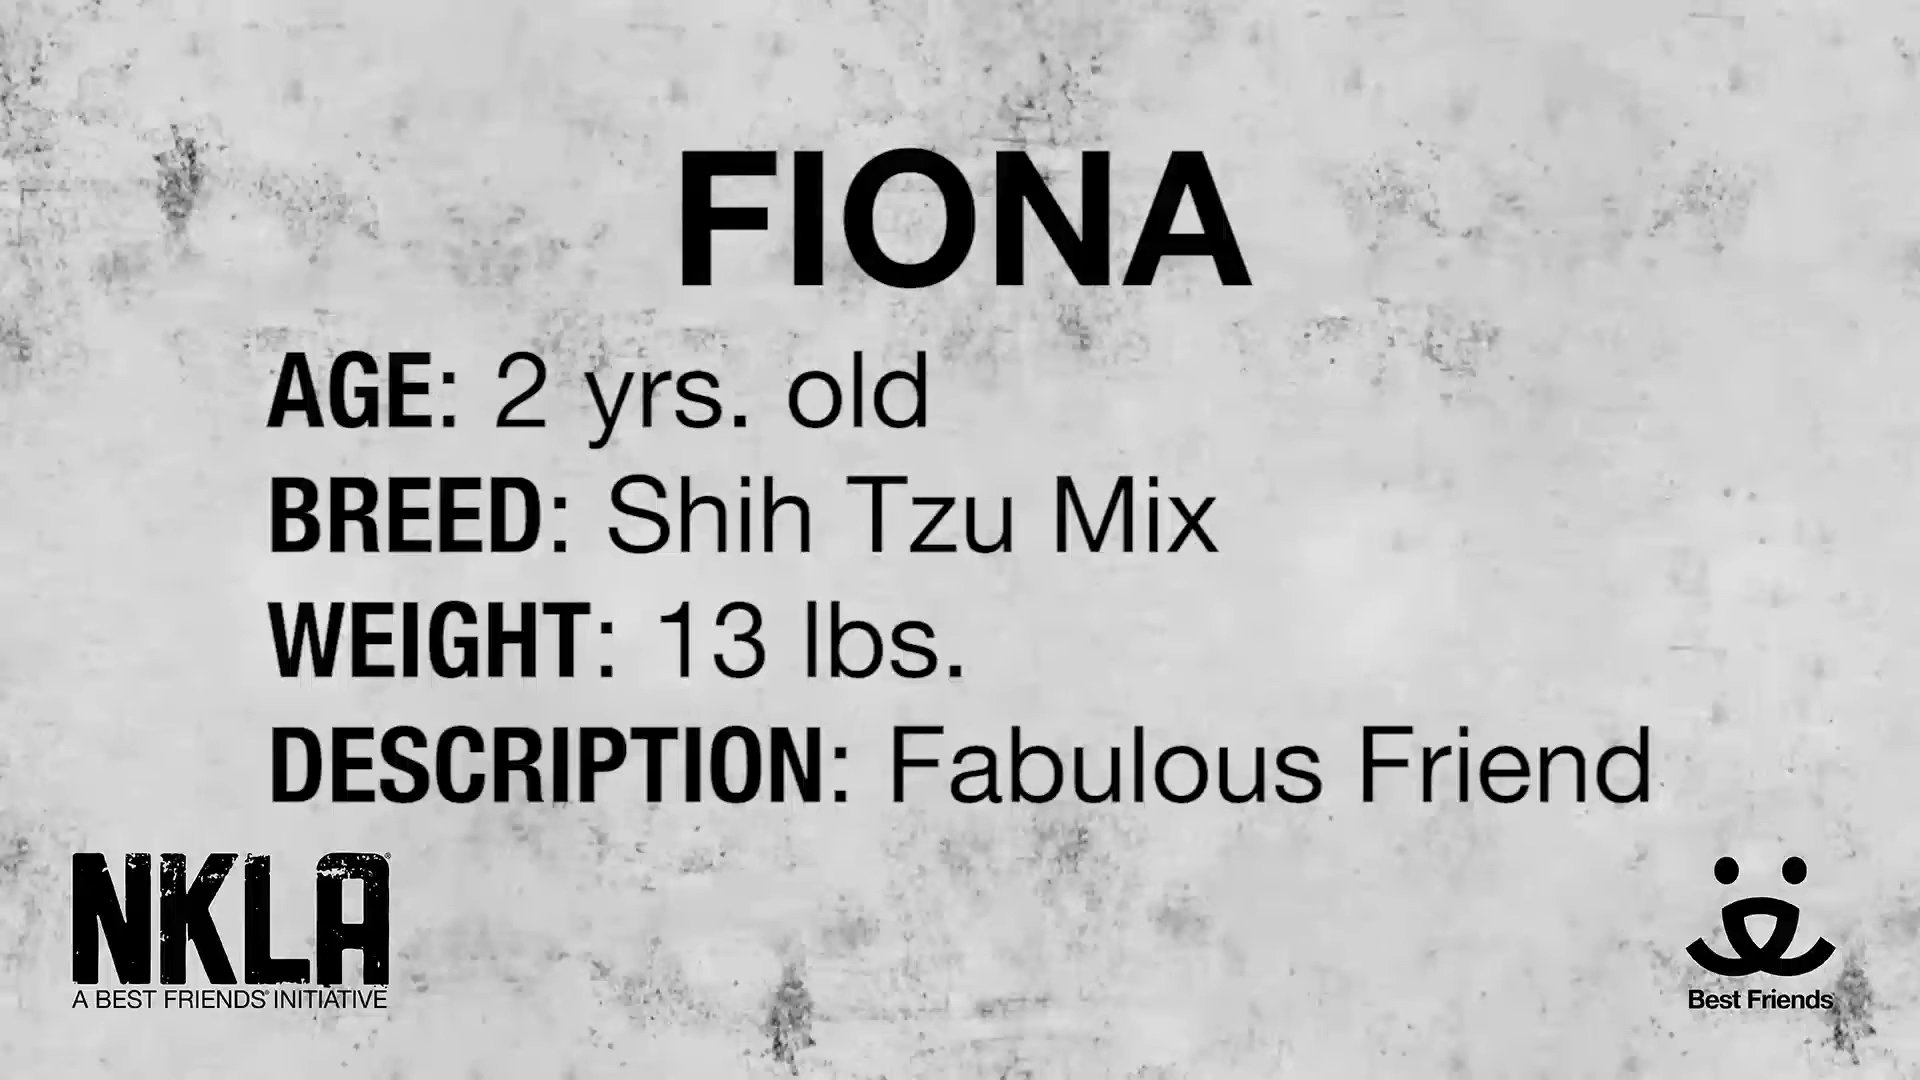 FIONA
AGE: 2 yrs. old
BREED: Shih Tzu Mix
WEIGHT: 13 lbs.
DESCRIPTION: Fabulous Friend
NKLA®
A BEST FRIENDS® INITIATIVE
Best Friends